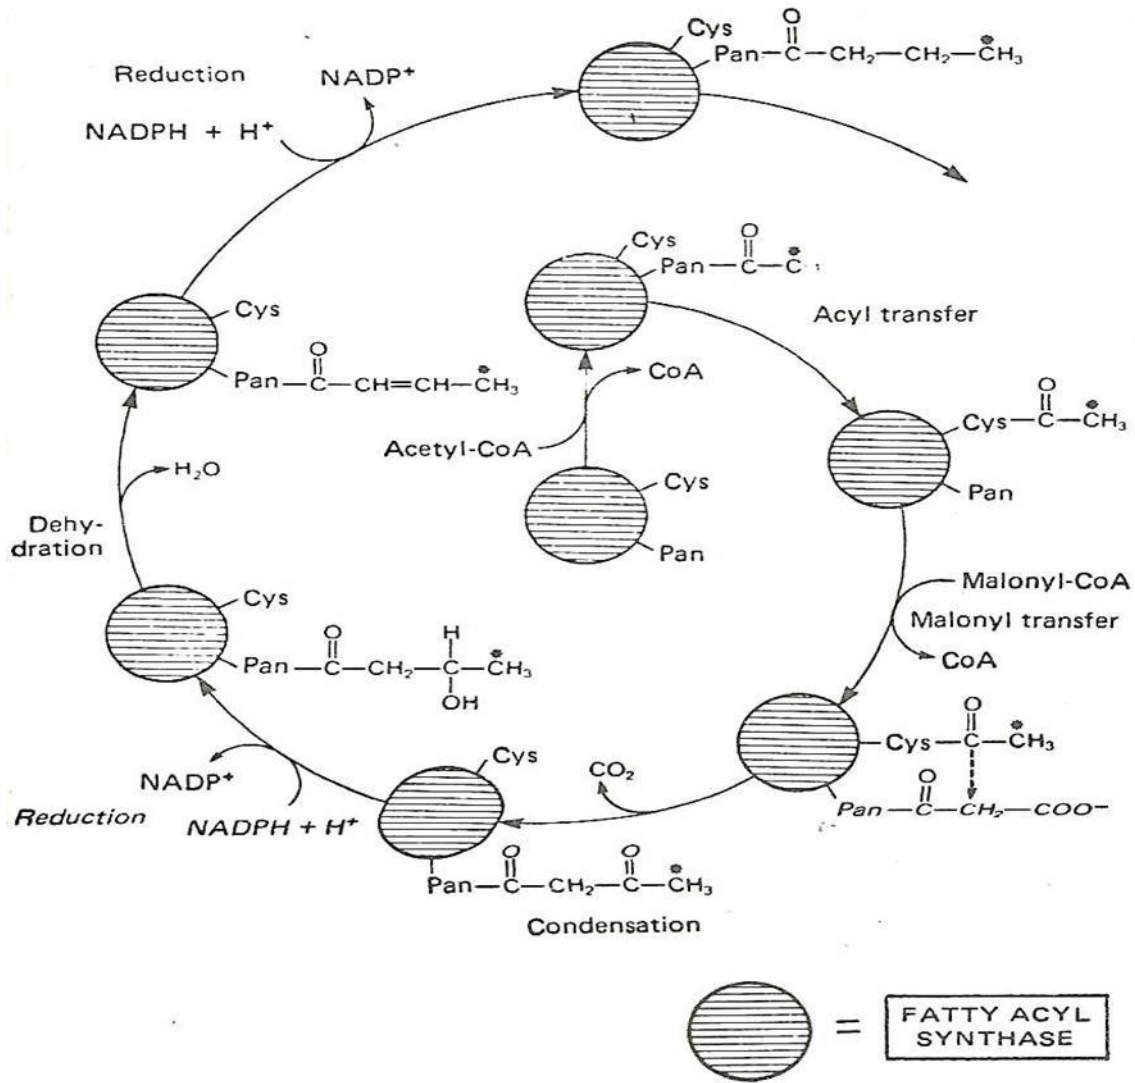 Cys
O
Pan—C—CH₂—CH₂—CH₃
Reduction
NADP⁺
NADPH + H⁺
Cys
O
Pan—C—C
Acyl transfer
CoA
Acetyl-CoA
Cys
Pan
Cys
O
Pan—C—CH=CH—CH₃
O
Cys—C—CH₃
Pan
H₂O
Dehy-
dration
Malonyl-CoA
Malonyl transfer
CoA
Cys
O
H
Pan—C—CH₂—C—CH₃
OH
O
Cys—C—CH₃
O
Pan—C—CH₂—COO⁻
CO₂
NADP⁺
Reduction
NADPH + H⁺
Cys
O
O
Pan—C—CH₂—C—CH₃
Condensation
=
FATTY ACYL
SYNTHASE